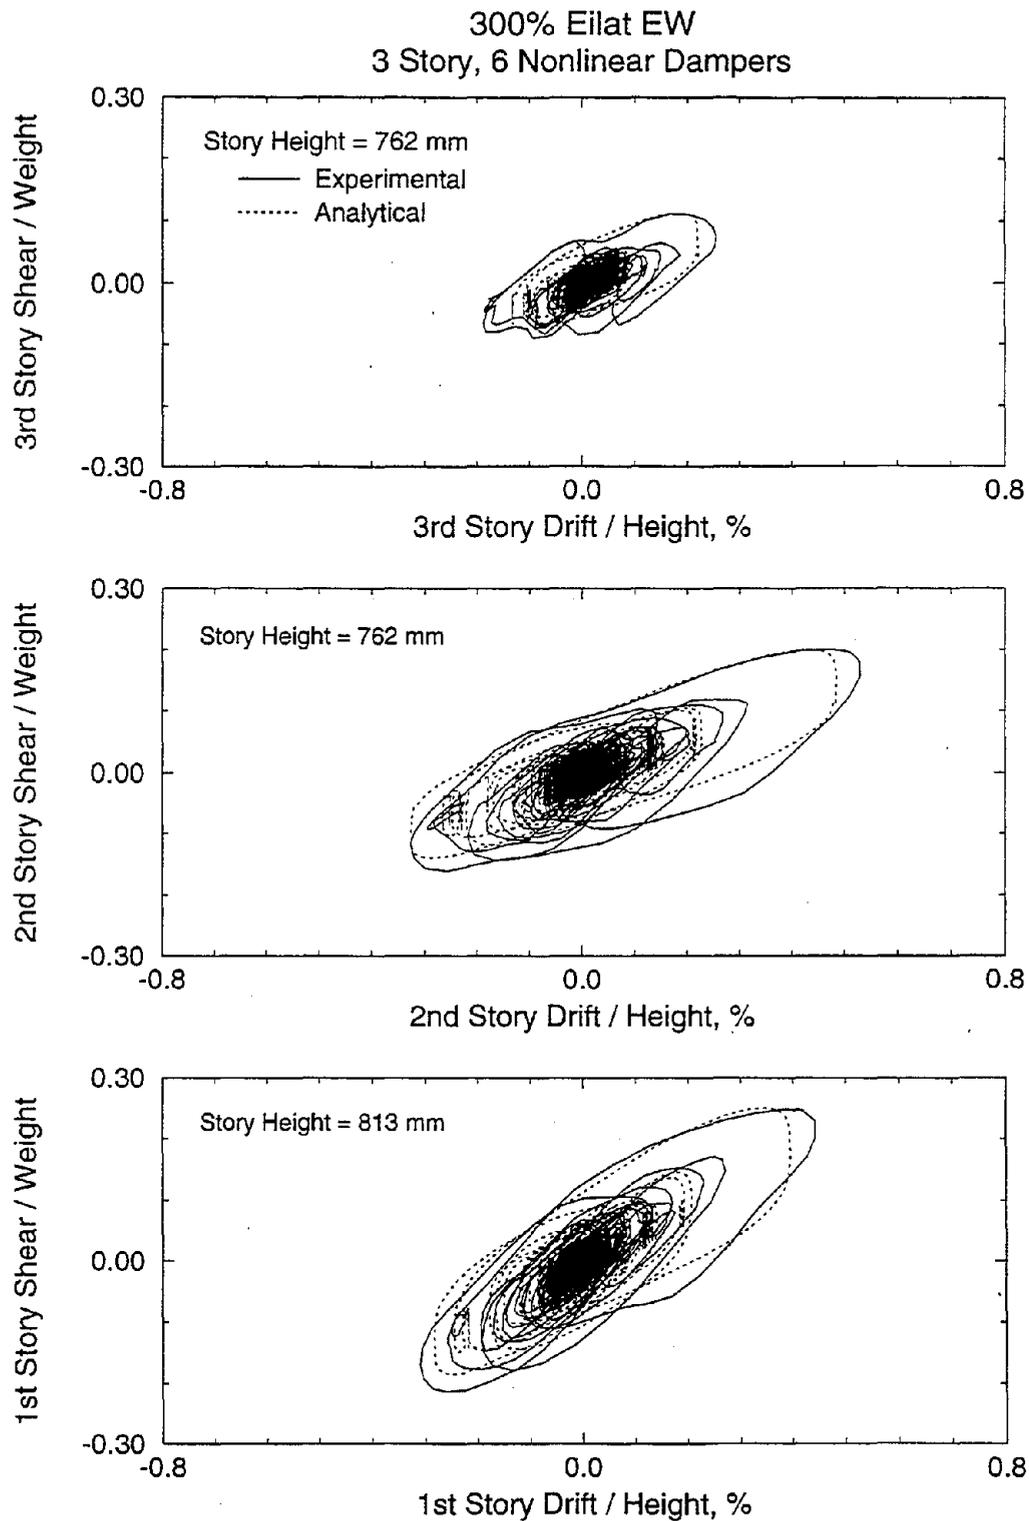 300% Eilat EW
3 Story, 6 Nonlinear Dampers
3rd Story Shear / Weight
0.30
0.00
-0.30
Story Height = 762 mm
Experimental
Analytical
-0.8
0.0
0.8
3rd Story Drift / Height, %
2nd Story Shear / Weight
0.30
0.00
-0.30
Story Height = 762 mm
-0.8
0.0
0.8
2nd Story Drift / Height, %
1st Story Shear / Weight
0.30
0.00
-0.30
Story Height = 813 mm
-0.8
0.0
0.8
1st Story Drift / Height, %